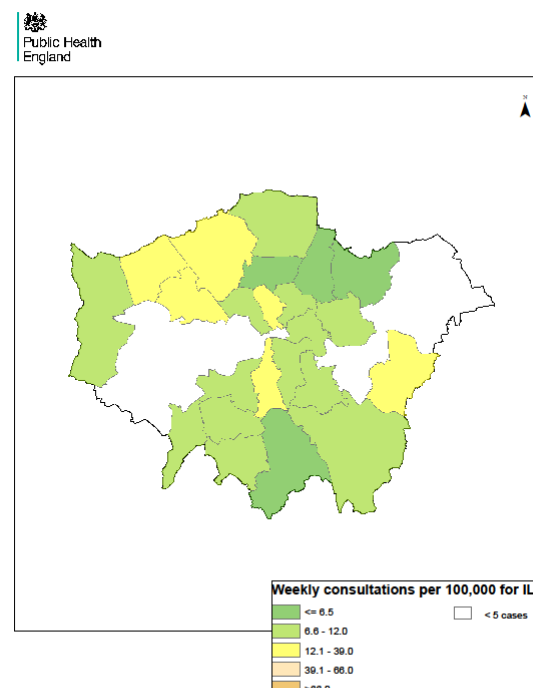 Public Health
England
N
Weekly consultations per 100,000 for IL
<= 6.5
< 5 cases
6.6 - 12.0
12.1 - 39.0
39.1 - 66.0